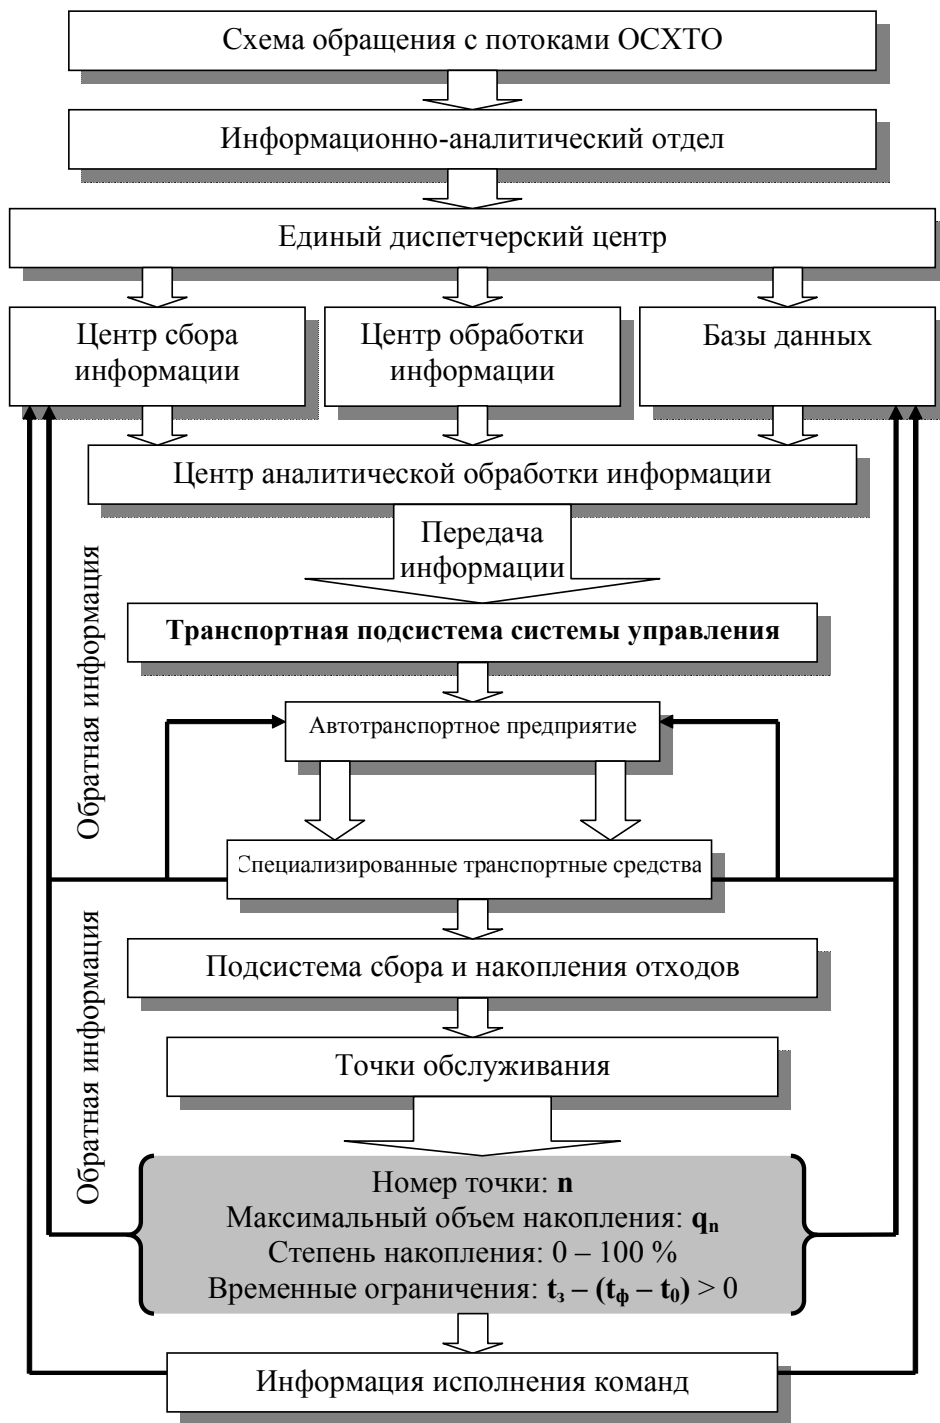 Схема обращения с потоками ОСХТО
Информационно-аналитический отдел
Единый диспетчерский центр
Центр сбора
информации
Центр обработки
информации
Базы данных
Центр аналитической обработки информации
Передача
информации
Обратная информация
Транспортная подсистема системы управления
Автотранспортное предприятие
Специализированные транспортные средства
Обратная информация
Подсистема сбора и накопления отходов
Точки обслуживания
Номер точки: n
Максимальный объем накопления: qₙ
Степень накопления: 0 – 100 %
Временные ограничения: tз – (tф – t₀) > 0
Информация исполнения команд